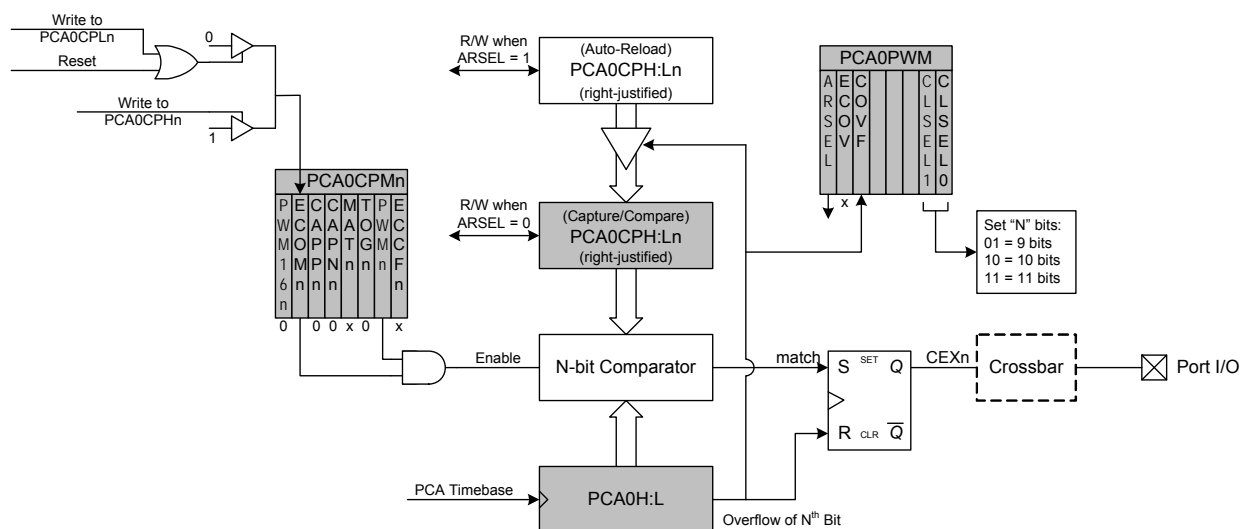 Write to
PCA0CPLn
Reset
0
Write to
PCA0CPHn
1
R/W when
ARSEL = 1
(Auto-Reload)
PCA0CPH:Ln
(right-justified)
PCA0PWM
ARSEL
ECOV
COVF
CLSEL1
CLSEL0
x
Set “N” bits:
01 = 9 bits
10 = 10 bits
11 = 11 bits
PCA0CPMn
PWM16n
ECOMn
CAPPn
CAPNn
MATn
TOGn
PWMn
ECCFn
0 0 0 x 0 x
R/W when
ARSEL = 0
(Capture/Compare)
PCA0CPH:Ln
(right-justified)
Enable
N-bit Comparator
match
S SET Q
R CLR Q
CEXn
Crossbar
Port I/O
PCA Timebase
PCA0H:L
Overflow of Nth Bit